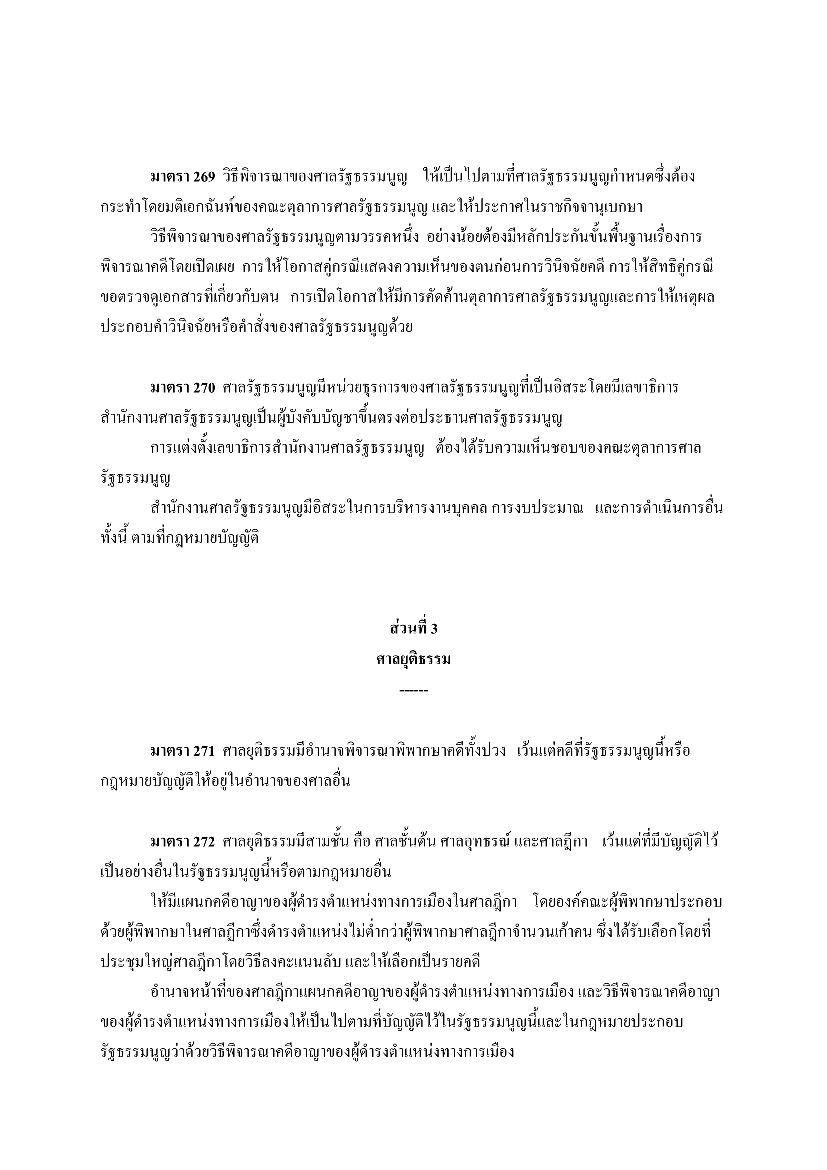 มาตรา 269 วิธีพิจารณาของศาลรัฐธรรมนูญ ให้เป็นไปตามที่ศาลรัฐธรรมนูญกำหนดซึ่งต้อง
กระทำโดยมติเอกฉันท์ของคณะตุลาการศาลรัฐธรรมนูญ และให้ประกาศในราชกิจจานุเบกษา
วิธีพิจารณาของศาลรัฐธรรมนูญตามวรรคหนึ่ง อย่างน้อยต้องมีหลักประกันขั้นพื้นฐานเรื่องการ
พิจารณาคดีโดยเปิดเผย การให้โอกาสคู่กรณีแสดงความเห็นของตนก่อนการวินิจฉัยคดี การให้สิทธิคู่กรณี
ขอตรวจดูเอกสารที่เกี่ยวกับตน การเปิดโอกาสให้มีการคัดค้านตุลาการศาลรัฐธรรมนูญและการให้เหตุผล
ประกอบคำวินิจฉัยหรือคำสั่งของศาลรัฐธรรมนูญด้วย
มาตรา 270 ศาลรัฐธรรมนูญมีหน่วยธุรการของศาลรัฐธรรมนูญที่เป็นอิสระโดยมีเลขาธิการ
สำนักงานศาลรัฐธรรมนูญเป็นผู้บังคับบัญชาขึ้นตรงต่อประธานศาลรัฐธรรมนูญ
การแต่งตั้งเลขาธิการสำนักงานศาลรัฐธรรมนูญ ต้องได้รับความเห็นชอบของคณะตุลาการศาล
รัฐธรรมนูญ
สำนักงานศาลรัฐธรรมนูญมีอิสระในการบริหารงานบุคคล การงบประมาณ และการดำเนินการอื่น
ทั้งนี้ ตามที่กฎหมายบัญญัติ
ส่วนที่ 3
ศาลยุติธรรม
------
มาตรา 271 ศาลยุติธรรมมีอำนาจพิจารณาพิพากษาคดีทั้งปวง เว้นแต่คดีที่รัฐธรรมนูญนี้หรือ
กฎหมายบัญญัติให้อยู่ในอำนาจของศาลอื่น
มาตรา 272 ศาลยุติธรรมมีสามชั้น คือ ศาลชั้นต้น ศาลอุทธรณ์ และศาลฎีกา เว้นแต่ที่มีบัญญัติไว้
เป็นอย่างอื่นในรัฐธรรมนูญนี้หรือตามกฎหมายอื่น
ให้มีแผนกคดีอาญาของผู้ดำรงตำแหน่งทางการเมืองในศาลฎีกา โดยองค์คณะผู้พิพากษาประกอบ
ด้วยผู้พิพากษาในศาลฎีกาซึ่งดำรงตำแหน่งไม่ต่ำกว่าผู้พิพากษาศาลฎีกาจำนวนเก้าคน ซึ่งได้รับเลือกโดยที่
ประชุมใหญ่ศาลฎีกาโดยวิธีลงคะแนนลับ และให้เลือกเป็นรายคดี
อำนาจหน้าที่ของศาลฎีกาแผนกคดีอาญาของผู้ดำรงตำแหน่งทางการเมือง และวิธีพิจารณาคดีอาญา
ของผู้ดำรงตำแหน่งทางการเมืองให้เป็นไปตามที่บัญญัติไว้ในรัฐธรรมนูญนี้และในกฎหมายประกอบ
รัฐธรรมนูญว่าด้วยวิธีพิจารณาคดีอาญาของผู้ดำรงตำแหน่งทางการเมือง